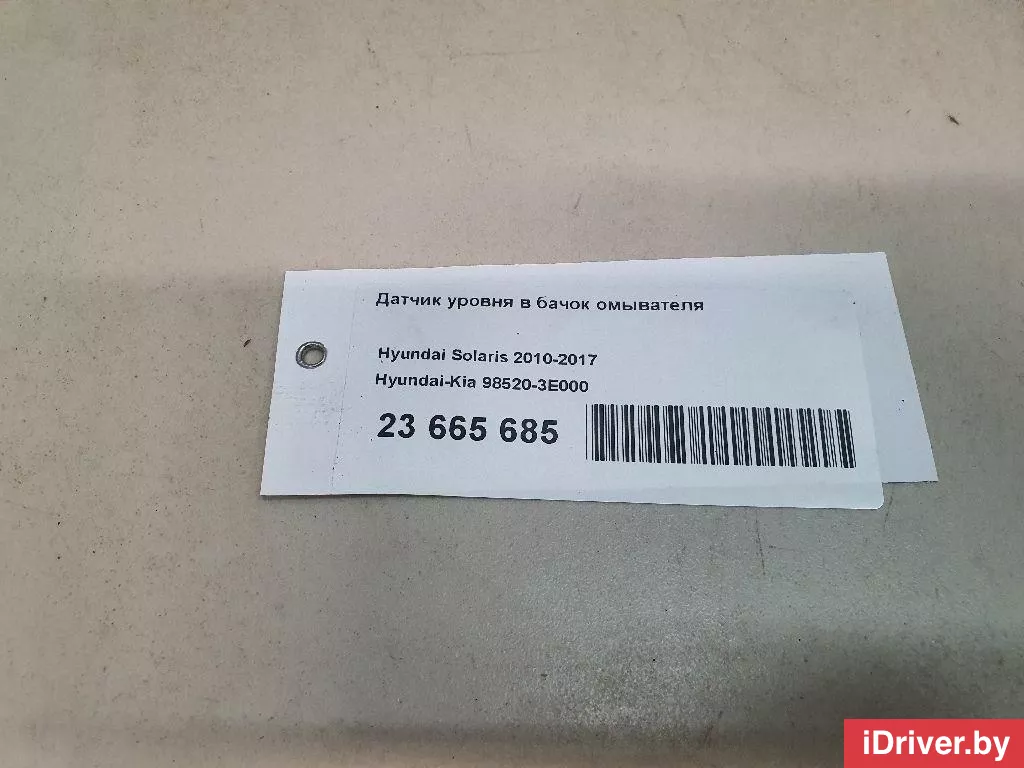 Датчик уровня в бачок омывателя
Hyundai Solaris 2010-2017
Hyundai-Kia 98520-3E000
23 665 685
iDriver.by